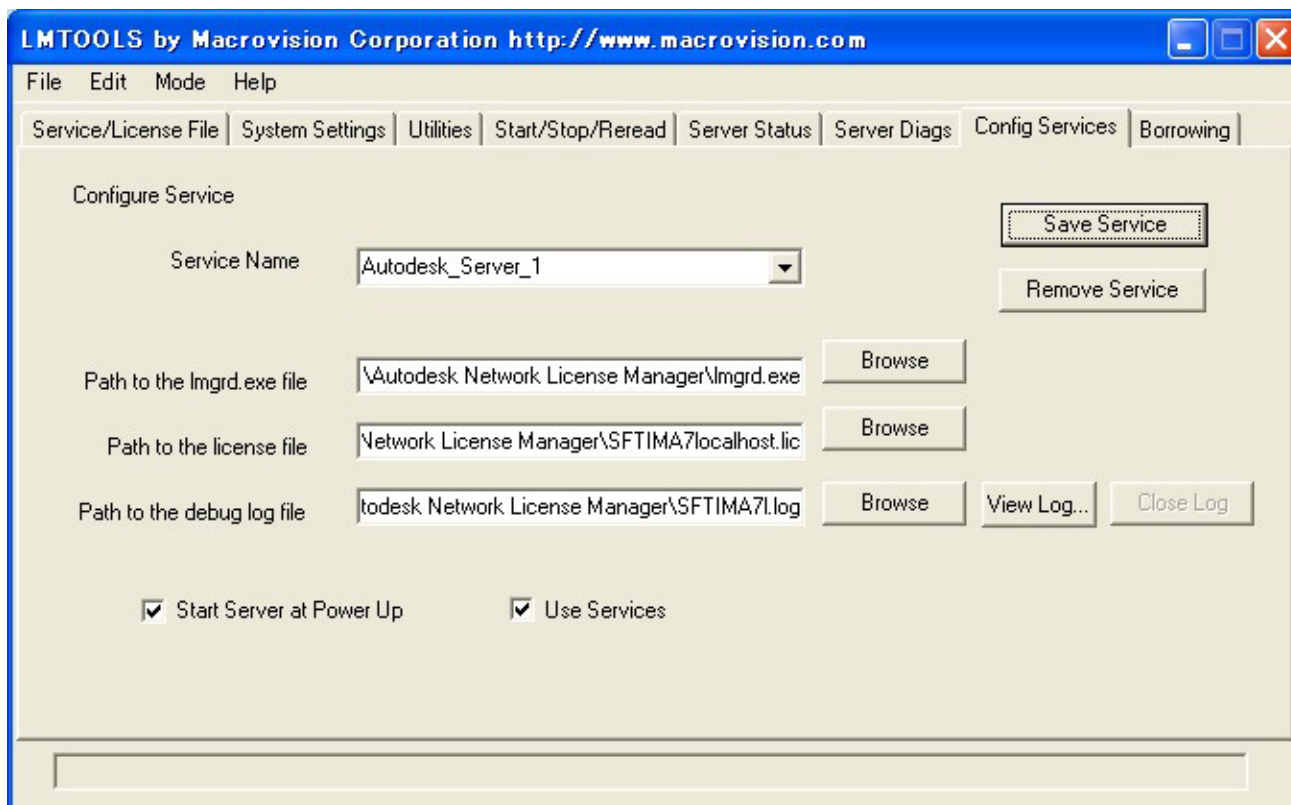 LMTOOLS by Macrovision Corporation http://www.macrovision.com
File Edit Mode Help
Service/License File System Settings Utilities Start/Stop/Reread Server Status Server Diags Config Services Borrowing
Configure Service
Save Service
Service Name Autodesk_Server_1
Remove Service
Path to the lmgrd.exe file \Autodesk Network License Manager\lmgrd.exe Browse
Path to the license file Network License Manager\SFTIMA7localhost.lic Browse
Path to the debug log file todesk Network License Manager\SFTIMA7l.log Browse View Log... Close Log
Start Server at Power Up Use Services